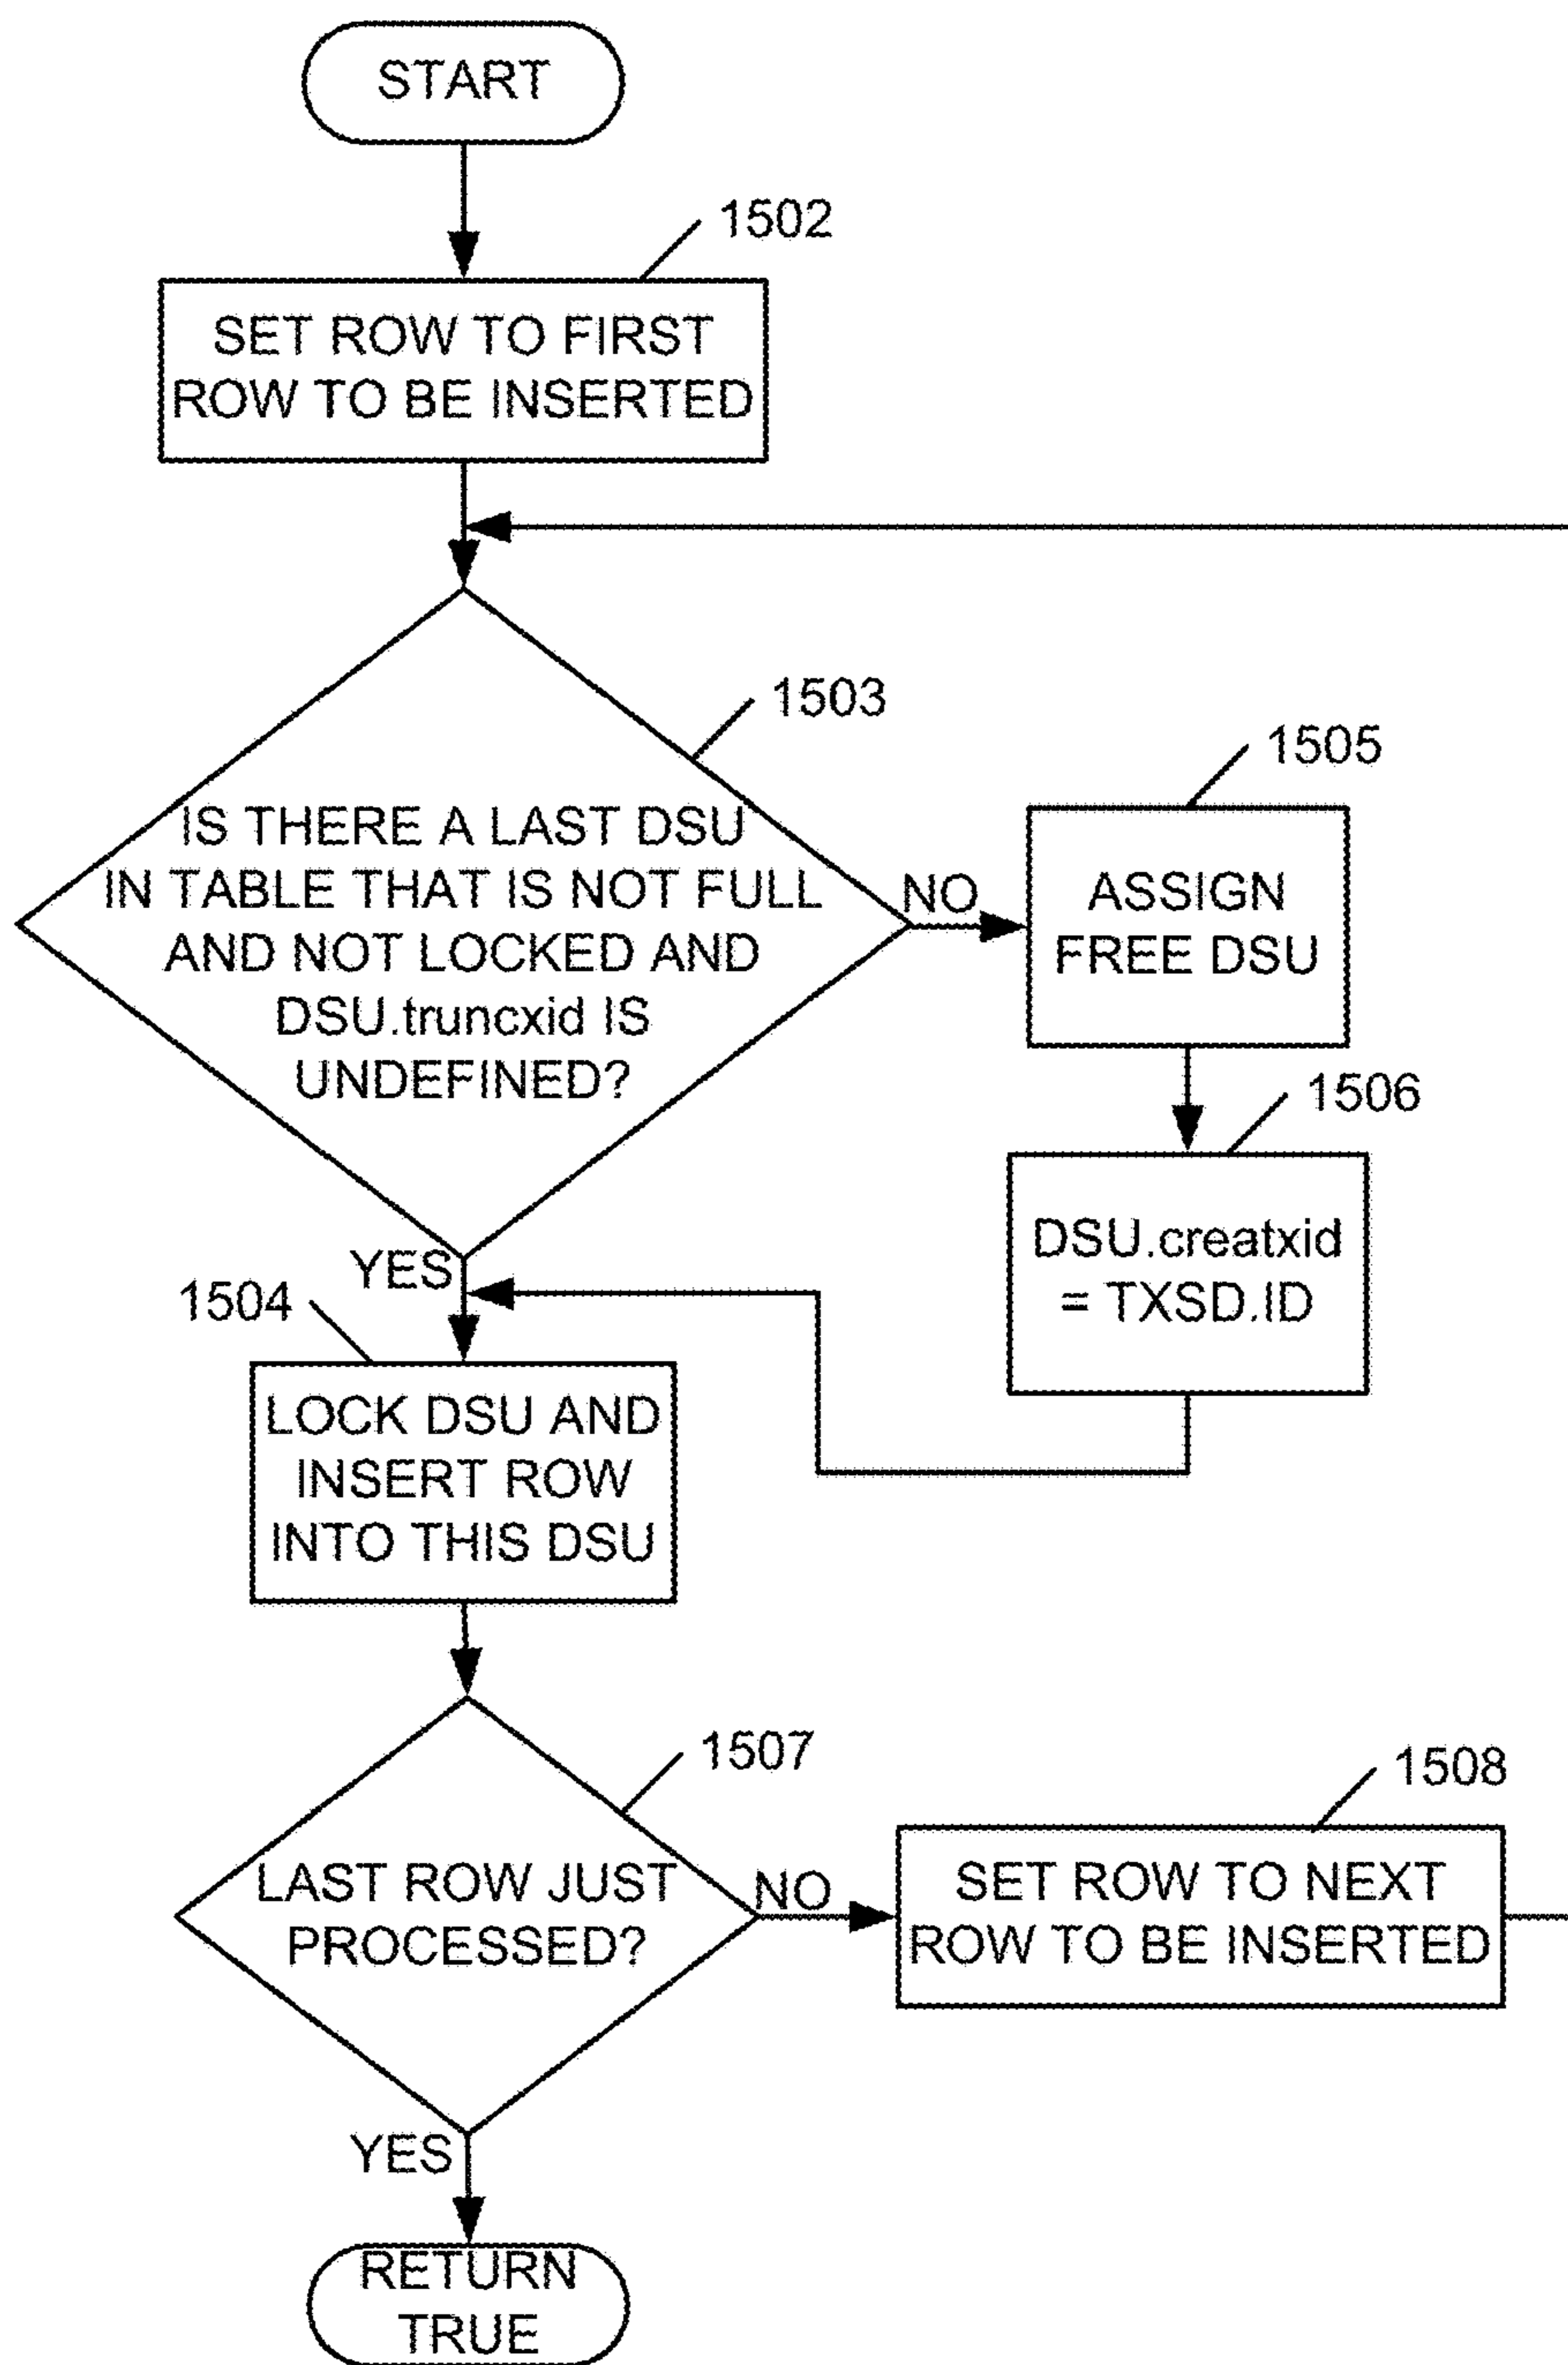 START
1502
SET ROW TO FIRST
ROW TO BE INSERTED
1503
IS THERE A LAST DSU
IN TABLE THAT IS NOT FULL
AND NOT LOCKED AND
DSU.truncxid IS
UNDEFINED?
NO
1505
ASSIGN
FREE DSU
1506
DSU.creatxid
= TXSD.ID
YES
1504
LOCK DSU AND
INSERT ROW
INTO THIS DSU
1507
LAST ROW JUST
PROCESSED?
NO
1508
SET ROW TO NEXT
ROW TO BE INSERTED
YES
RETURN
TRUE